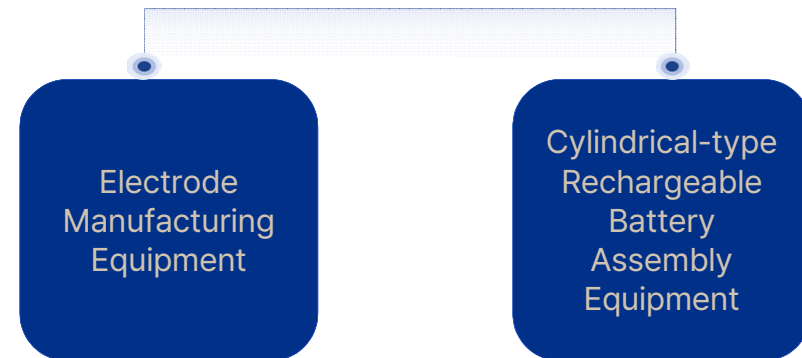 Electrode
Manufacturing
Equipment
Cylindrical-type
Rechargeable
Battery
Assembly
Equipment